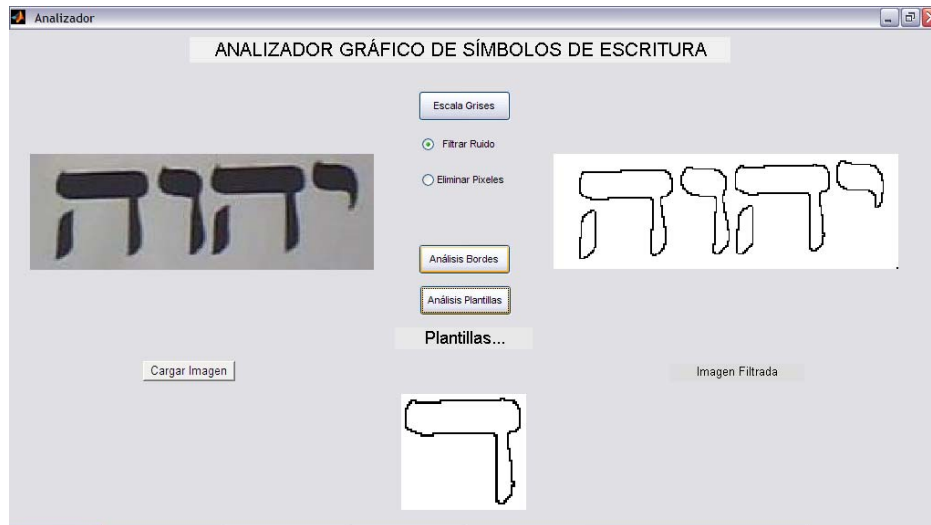 Analizador
ANALIZADOR GRÁFICO DE SÍMBOLOS DE ESCRITURA
Escala Grises
Filtrar Ruido
Eliminar Pixeles
יהוה
יהוה
Análisis Bordes
Análisis Plantillas
Plantillas...
Cargar Imagen
Imagen Filtrada